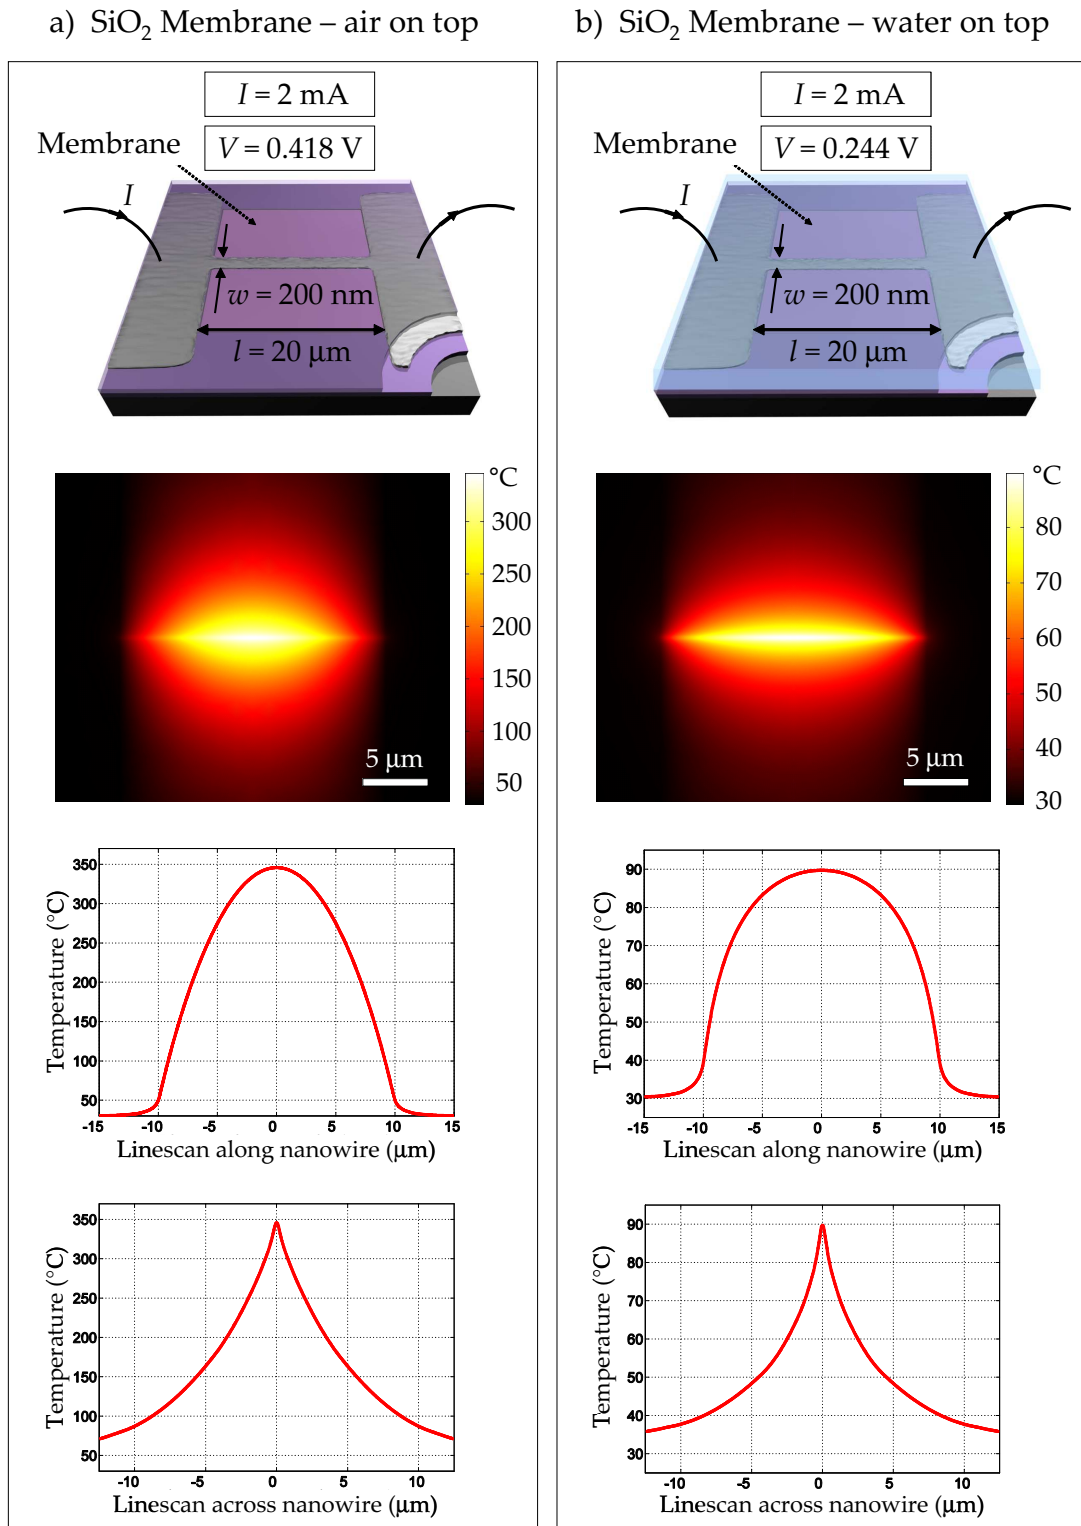 a) SiO₂ Membrane – air on top
I = 2 mA
V = 0.418 V
Membrane
I
w = 200 nm
l = 20 μm
°C
300
250
200
150
100
50
5 μm
Temperature (°C)
350
300
250
200
150
100
50
-15 -10 -5 0 5 10 15
Linescan along nanowire (μm)
Temperature (°C)
350
300
250
200
150
100
50
-10 -5 0 5 10
Linescan across nanowire (μm)
b) SiO₂ Membrane – water on top
I = 2 mA
V = 0.244 V
Membrane
I
w = 200 nm
l = 20 μm
°C
80
70
60
50
40
30
5 μm
Temperature (°C)
90
80
70
60
50
40
30
-15 -10 -5 0 5 10 15
Linescan along nanowire (μm)
Temperature (°C)
90
80
70
60
50
40
30
-10 -5 0 5 10
Linescan across nanowire (μm)